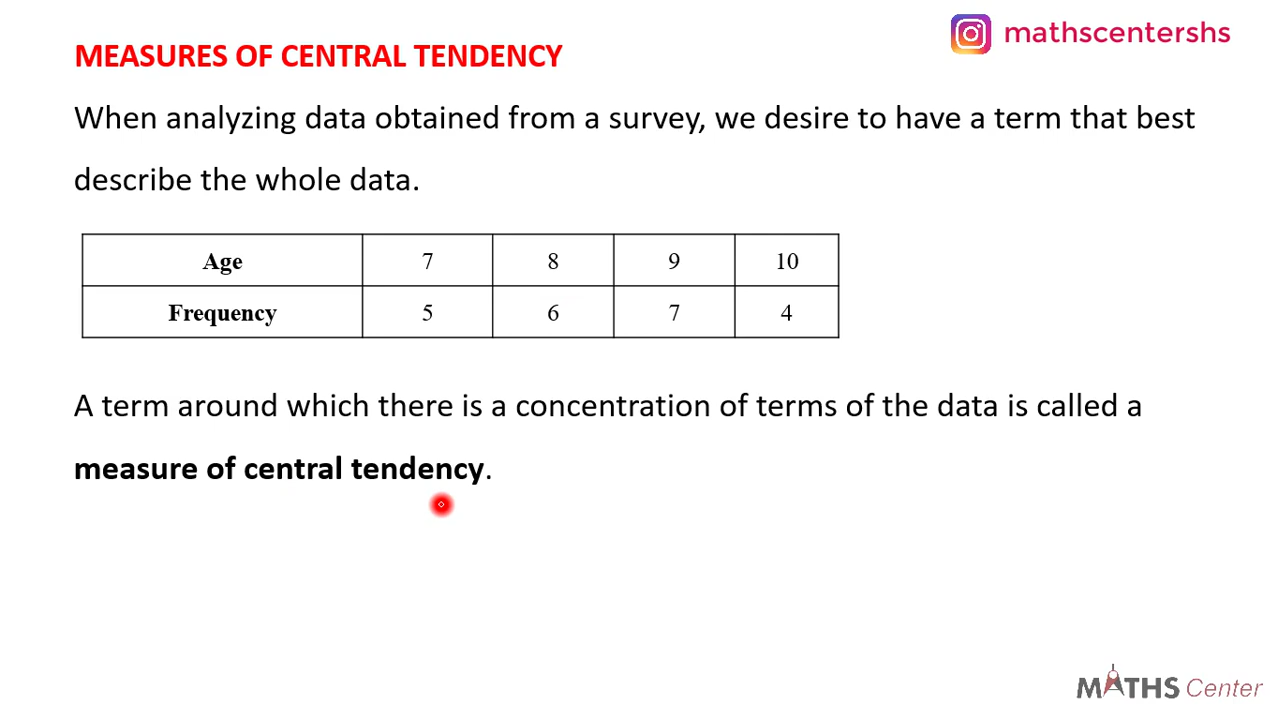 mathscentershs
MEASURES OF CENTRAL TENDENCY
When analyzing data obtained from a survey, we desire to have a term that best
describe the whole data.
Age 7 8 9 10
Frequency 5 6 7 4
A term around which there is a concentration of terms of the data is called a
measure of central tendency.
MATHS Center